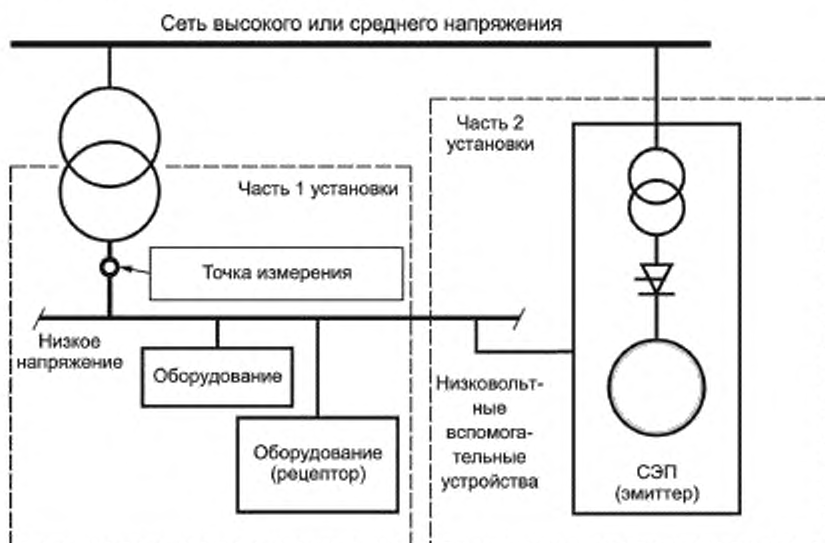 Сеть высокого или среднего напряжения
Часть 2
установки
Часть 1 установки
Точка измерения
Низкое
напряжение
Оборудование
Оборудование
(рецептор)
Низковольт-
ные
вспомога-
тельные
устройства
СЭП
(эмиттер)